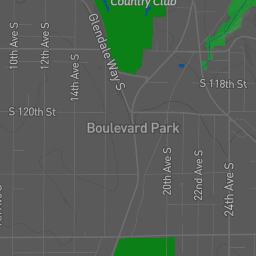 Country Club
Glendale Way S
10th Ave S
12th Ave S
14th Ave S
S 118th St
S 120th St
Boulevard Park
20th Ave S
22nd Ave S
24th Ave S
Ave S